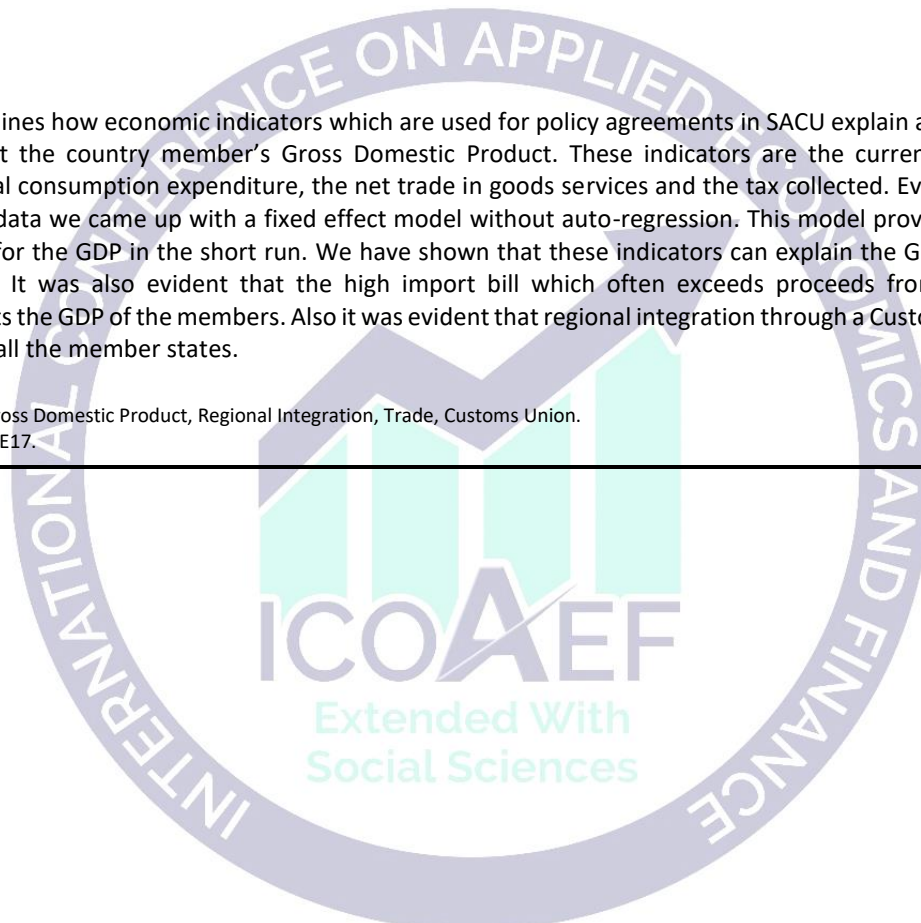 INTERNATIONAL CONFERENCE ON APPLIED ECONOMICS AND FINANCE
ines how economic indicators which are used for policy agreements in SACU explain a
t the country member's Gross Domestic Product. These indicators are the curren
al consumption expenditure, the net trade in goods services and the tax collected. Ev
data we came up with a fixed effect model without auto-regression. This model prov
for the GDP in the short run. We have shown that these indicators can explain the G
. It was also evident that the high import bill which often exceeds proceeds fro
ts the GDP of the members. Also it was evident that regional integration through a Custo
all the member states.
oss Domestic Product, Regional Integration, Trade, Customs Union.
E17.
ICOAEF
Extended With
Social Sciences